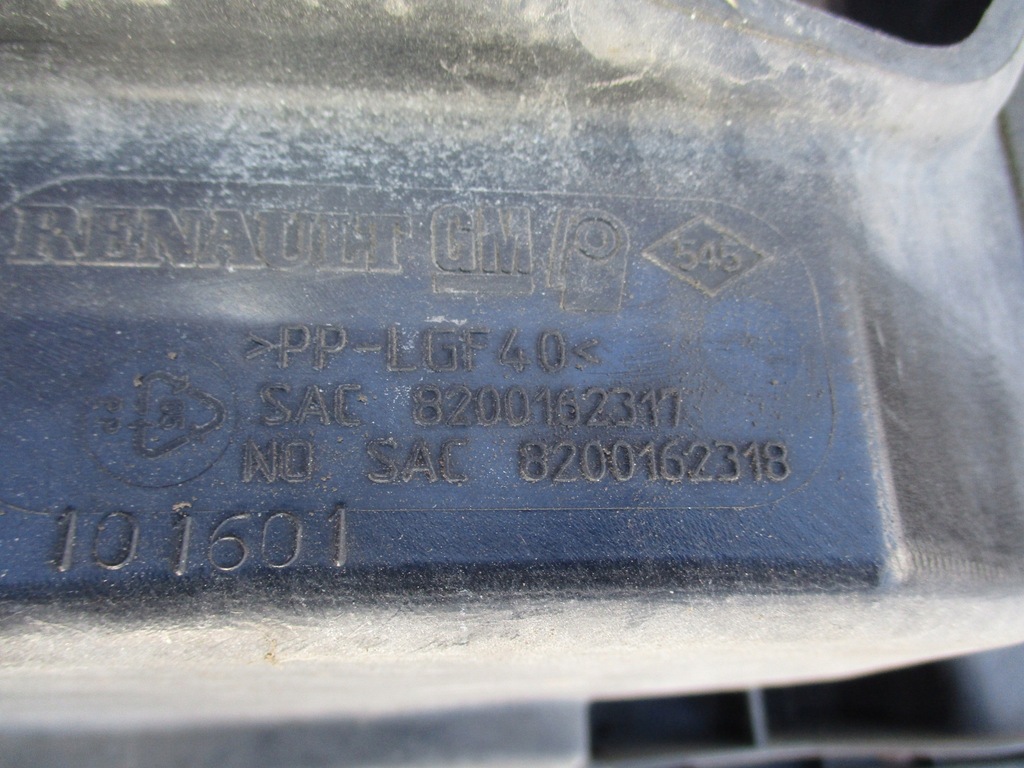 RENAULT GM 545
>PP-LGF40<
SAC 8200162317
NO SAC 8200162318
101601